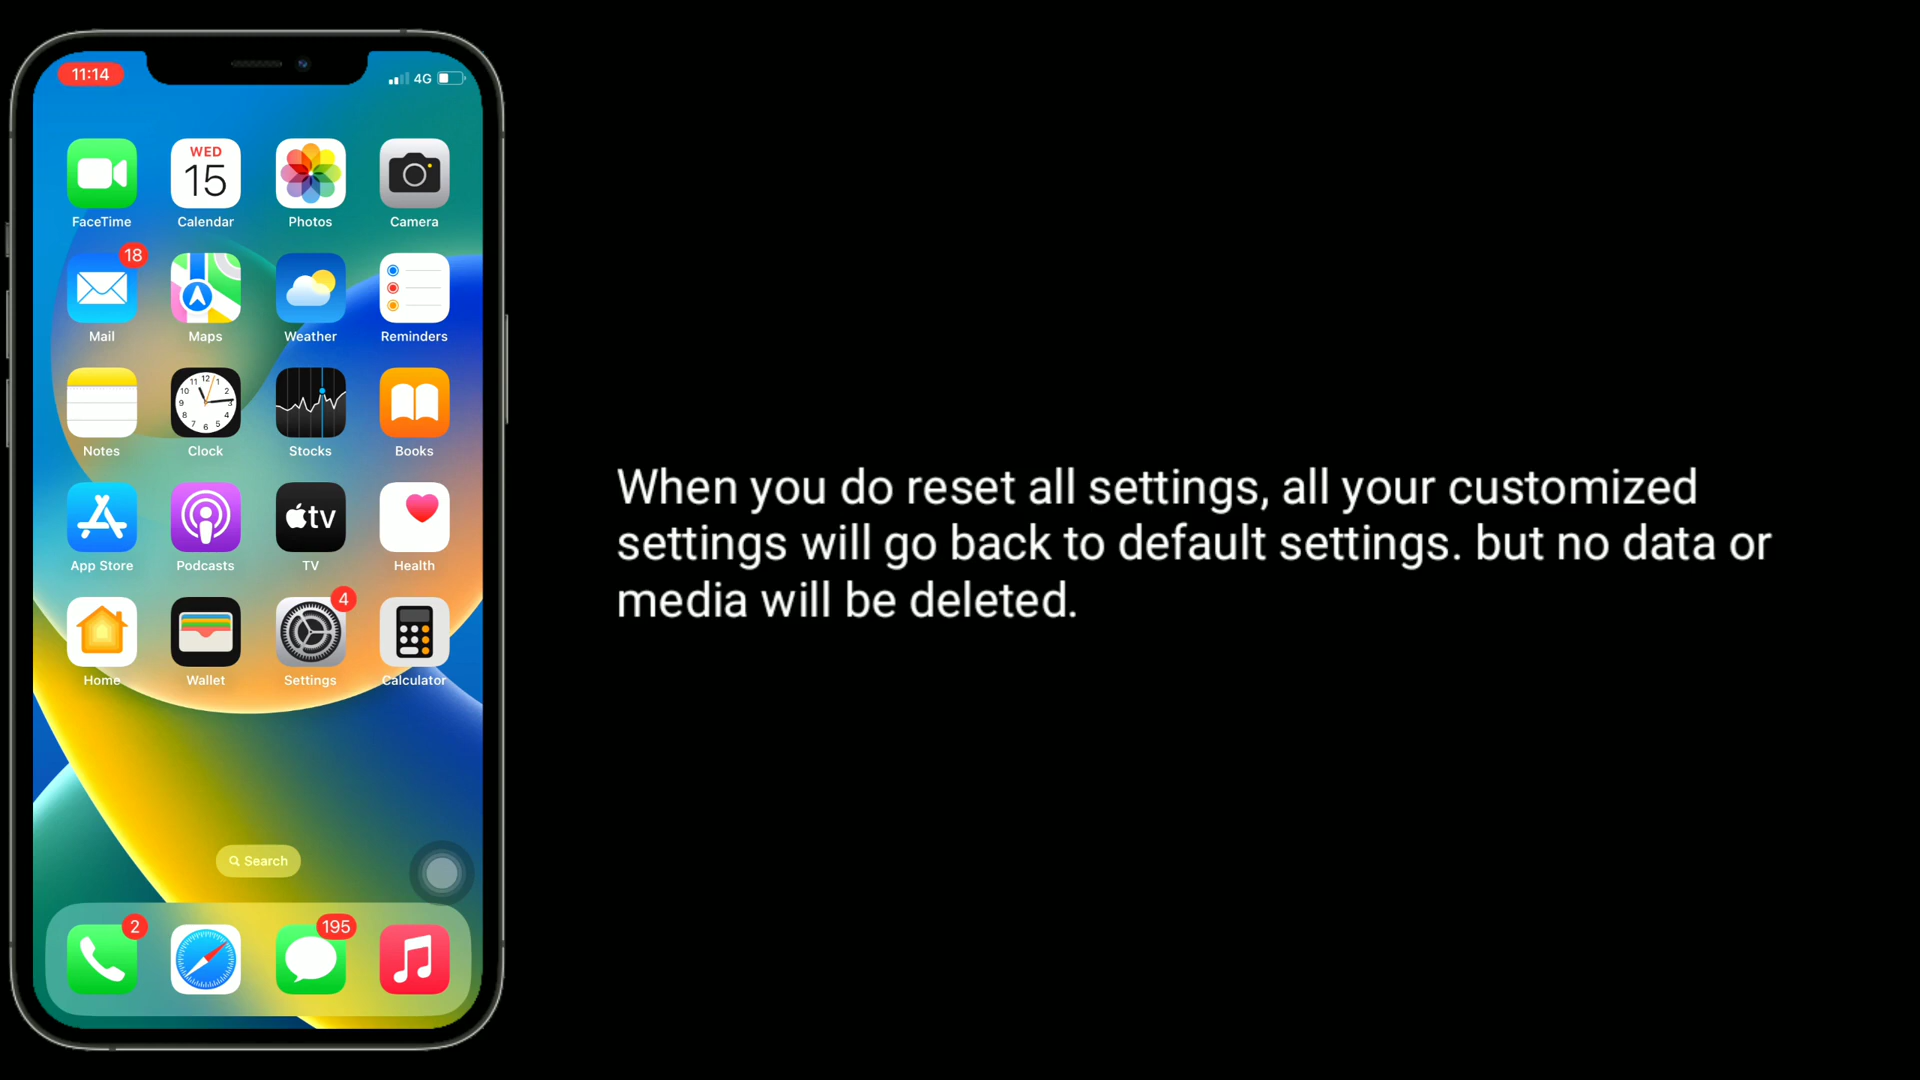 11:14
4G
WED
15
FaceTime
Calendar
Photos
Camera
18
Mail
Maps
Weather
Reminders
Notes
Clock
Stocks
Books
tv
App Store
Podcasts
TV
Health
4
Home
Wallet
Settings
Calculator
Search
2
195
When you do reset all settings, all your customized
settings will go back to default settings. but no data or
media will be deleted.